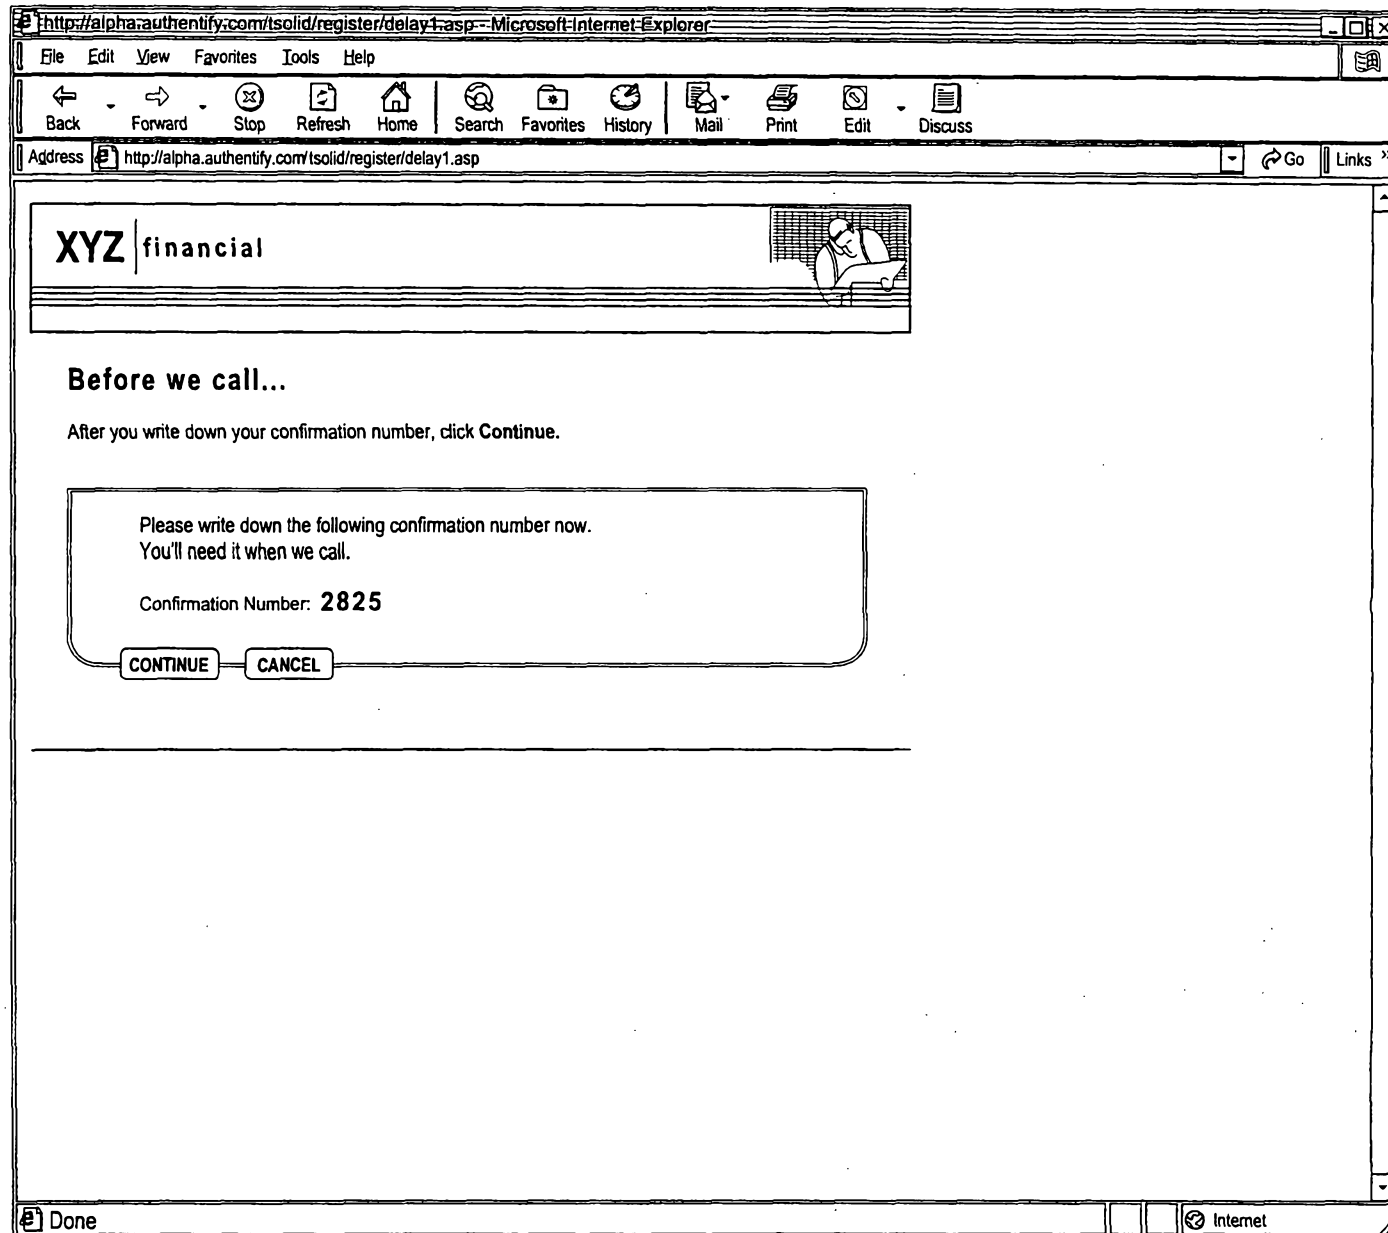 http://alpha.authentify.com/tsolid/register/delay1.asp - Microsoft Internet Explorer
File Edit View Favorites Tools Help
Back Forward Stop Refresh Home Search Favorites History Mail Print Edit Discuss
Address http://alpha.authentify.com/tsolid/register/delay1.asp Go Links »
XYZ financial
Before we call...
After you write down your confirmation number, click Continue.
Please write down the following confirmation number now.
You'll need it when we call.
Confirmation Number: 2825
CONTINUE CANCEL
Done Internet